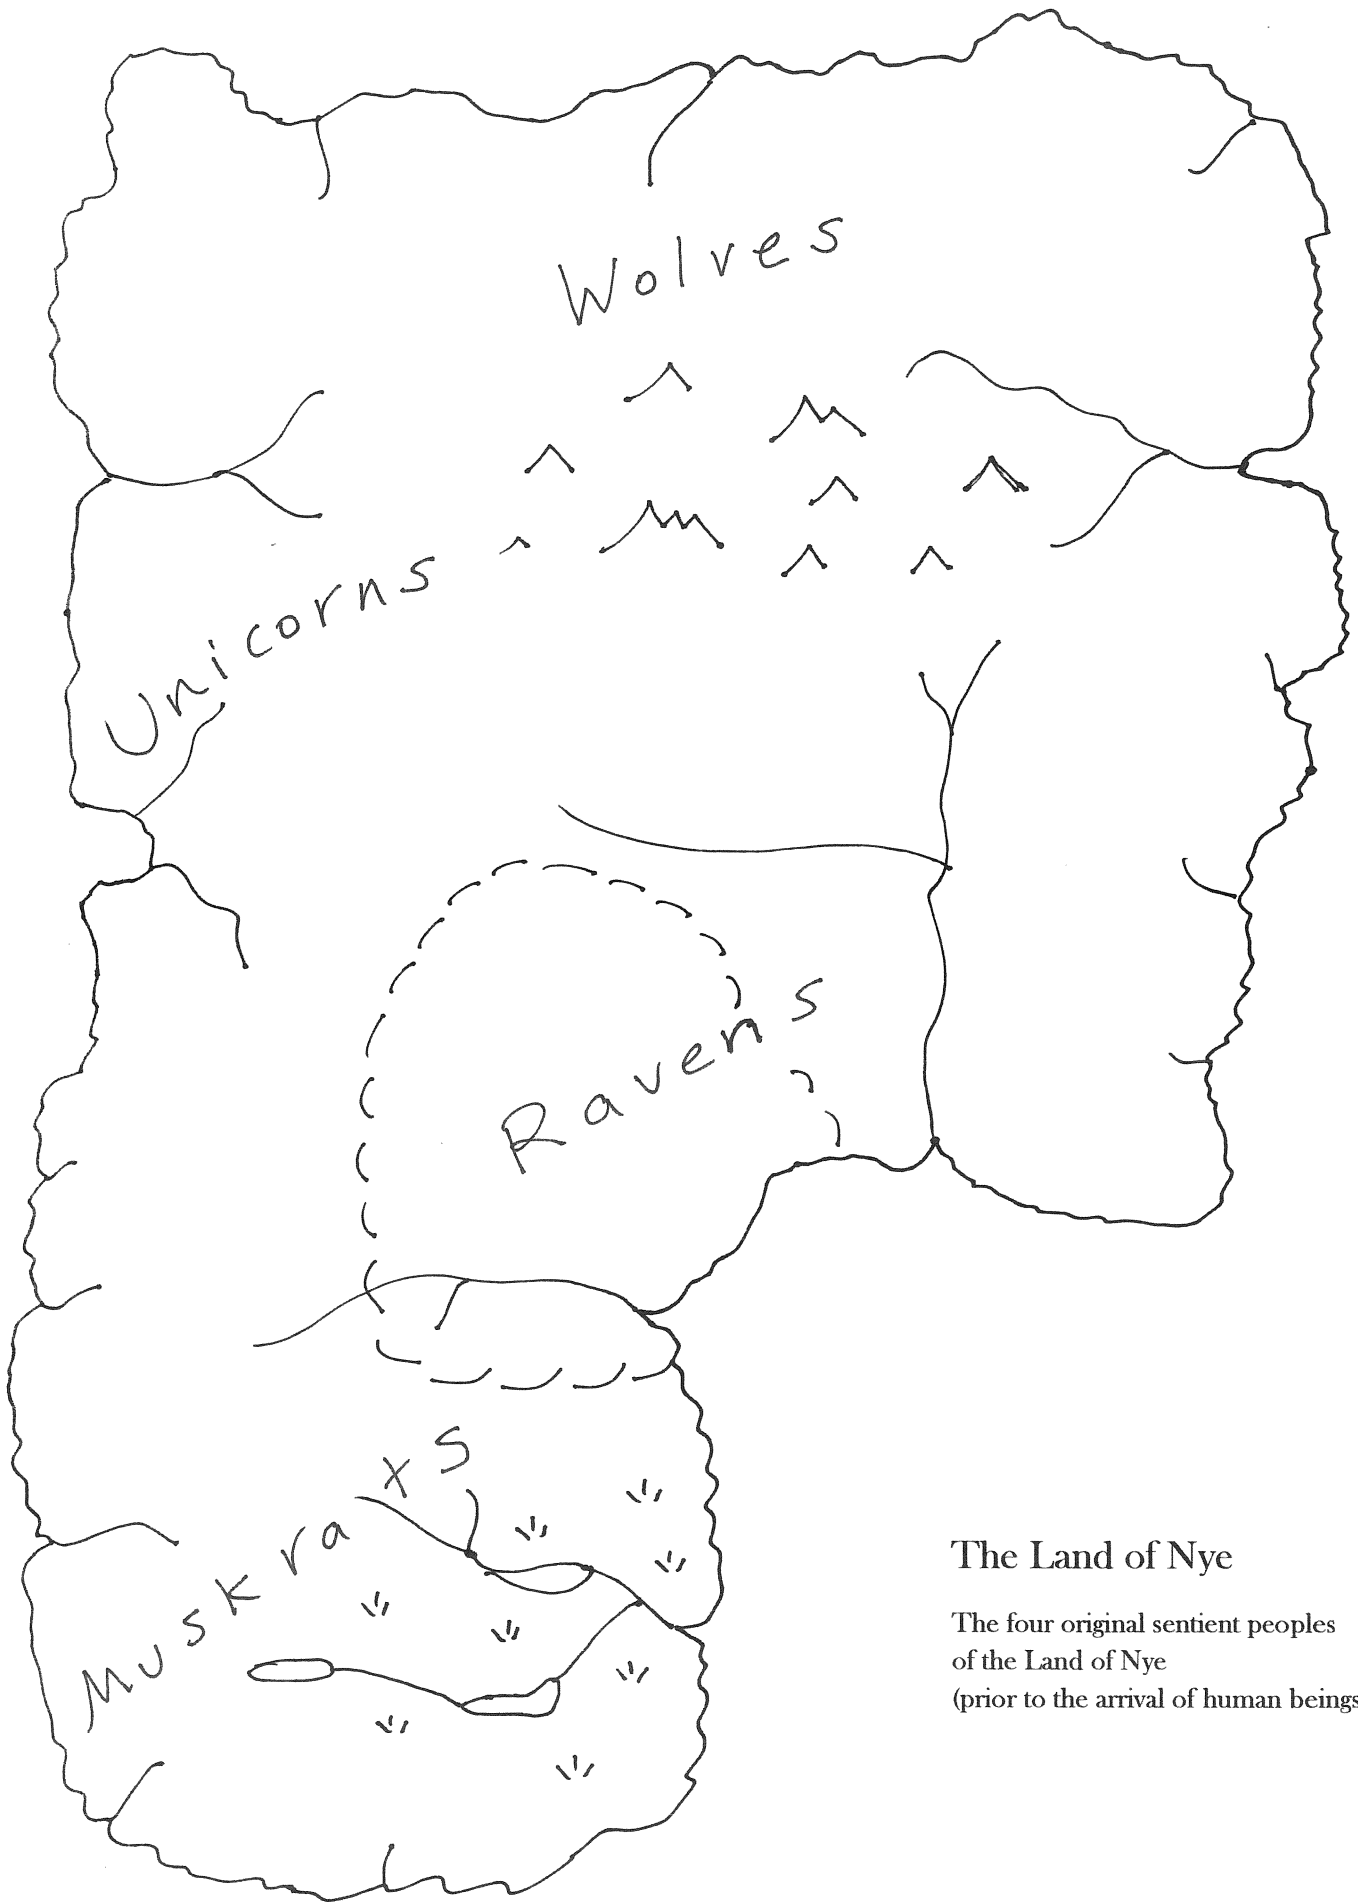 Wolves
Unicorns
Ravens
Muskrats
The Land of Nye
The four original sentient peoples
of the Land of Nye
(prior to the arrival of human beings